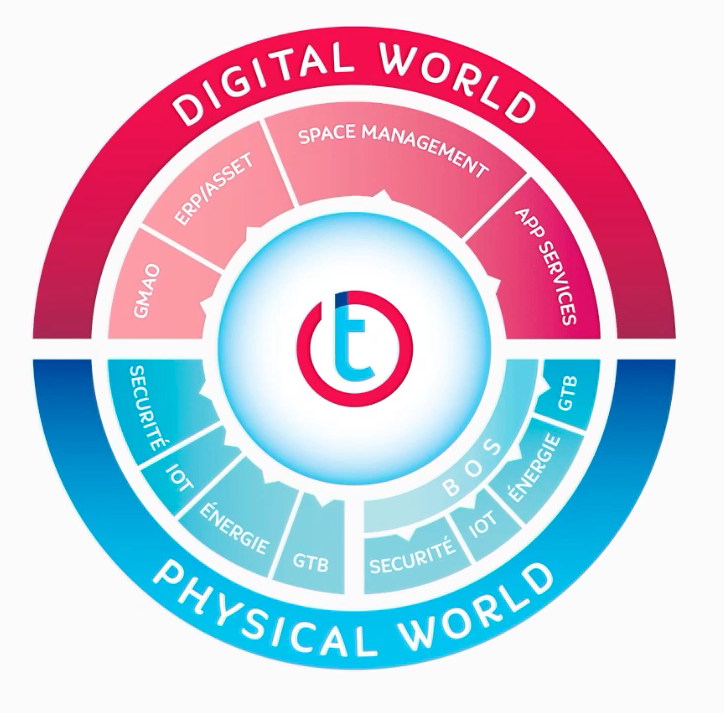 DIGITAL WORLD
GMAO
ERP/ASSET
SPACE MANAGEMENT
APP SERVICES
t
SECURITÉ
IOT
ÉNERGIE
GTB
BOS
SECURITÉ
IOT
ÉNERGIE
GTB
PHYSICAL WORLD